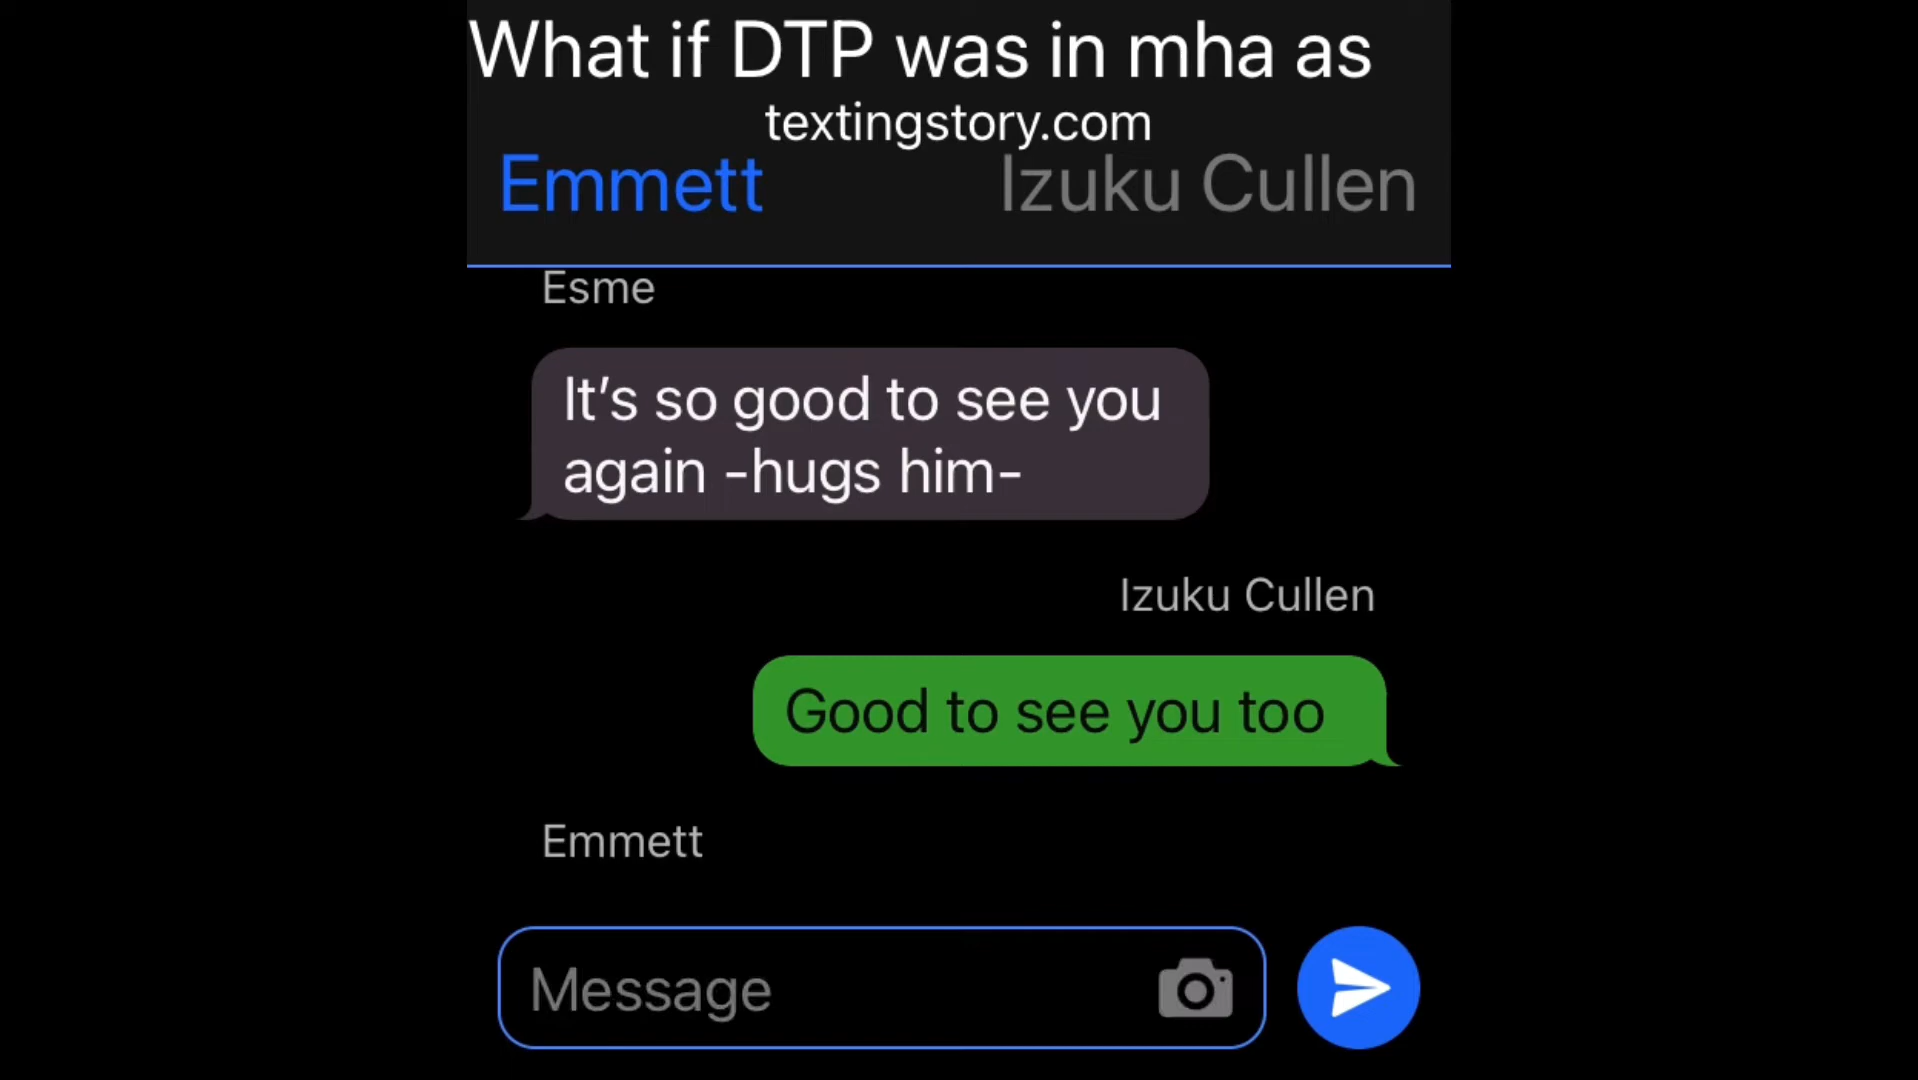 What if DTP was in mha as
textingstory.com
Emmett
Izuku Cullen
Esme
It’s so good to see you
again -hugs him-
Izuku Cullen
Good to see you too
Emmett
Message